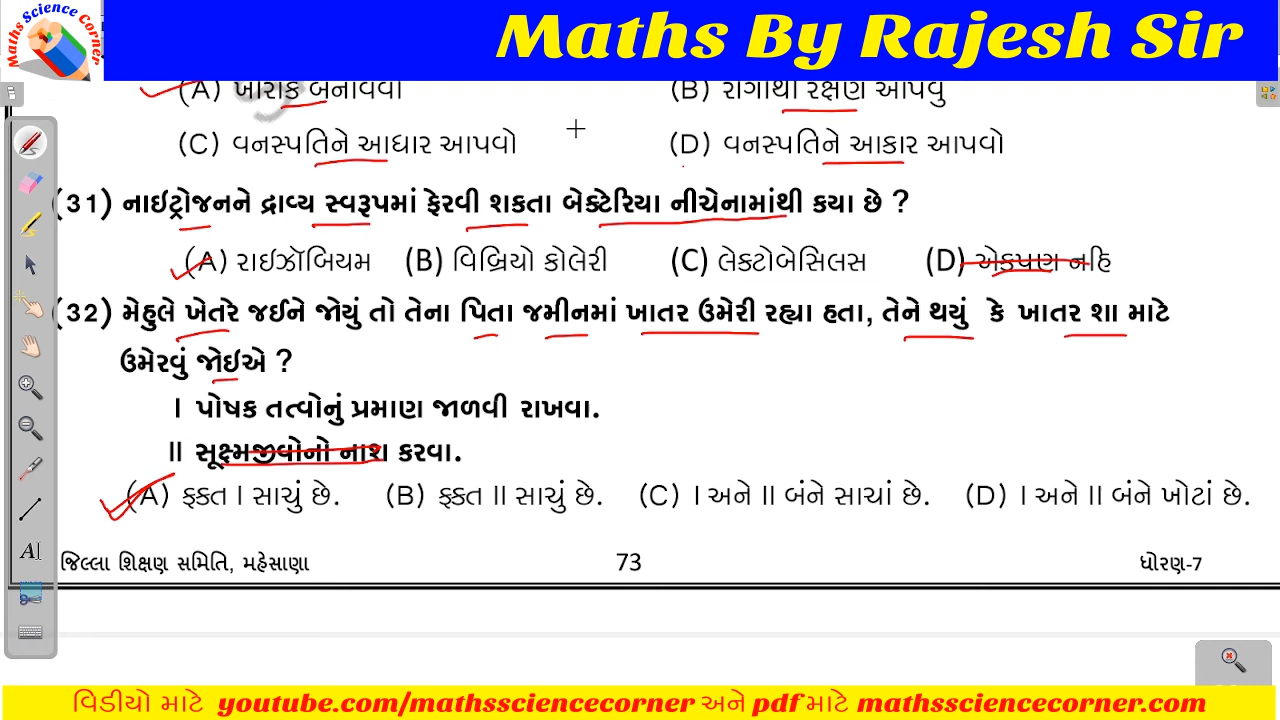 Maths Science Corner
Maths By Rajesh Sir
(A) ખોરાક બનાવવો (B) રોગોથી રક્ષણ આપવું
(C) વનસ્પતિને આધાર આપવો (D) વનસ્પતિને આકાર આપવો
(31) નાઇટ્રોજનને દ્રાવ્ય સ્વરૂપમાં ફેરવી શકતા બેક્ટેરિયા નીચેનામાંથી કયા છે ?
(A) રાઈઝોબિયમ (B) વિબ્રિયો કોલેરી (C) લેક્ટોબેસિલસ (D) એકપણ નહિ
(32) મેહુલે ખેતરે જઈને જોયું તો તેના પિતા જમીનમાં ખાતર ઉમેરી રહ્યા હતા, તેને થયું કે ખાતર શા માટે
ઉમેરવું જોઇએ ?
I પોષક તત્વોનું પ્રમાણ જાળવી રાખવા.
II સૂક્ષ્મજીવોનો નાશ કરવા.
(A) ફક્ત I સાચું છે. (B) ફક્ત II સાચું છે. (C) I અને II બંને સાચાં છે. (D) I અને II બંને ખોટાં છે.
જિલ્લા શિક્ષણ સમિતિ, મહેસાણા 73 ધોરણ-7
વિડીયો માટે youtube.com/mathssciencecorner અને pdf માટે mathssciencecorner.com